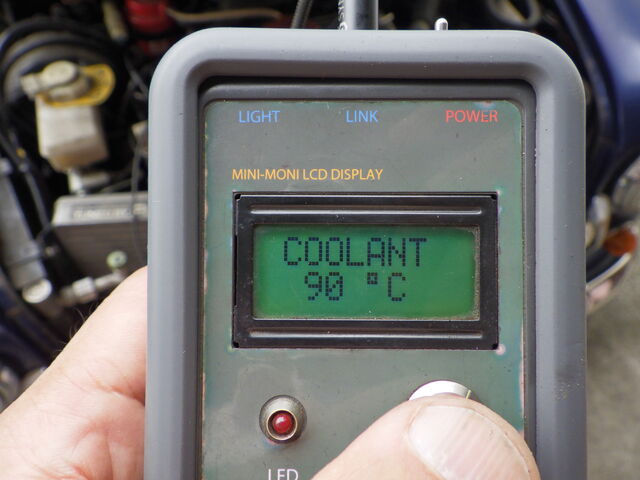 LIGHT LINK POWER
MINI-MONI LCD DISPLAY
COOLANT
90 °C
LED